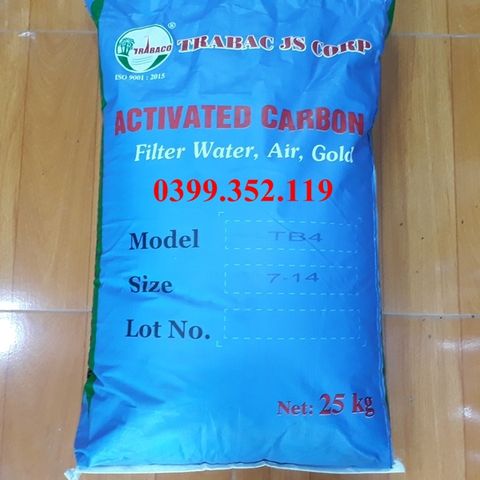 TRABACO
®
TRABAC JS CORP
ISO 9001 : 2015
ACTIVATED CARBON
Filter Water, Air, Gold
0399.352.119
Model TB4
Size 7-14
Lot No.
Net: 25 kg